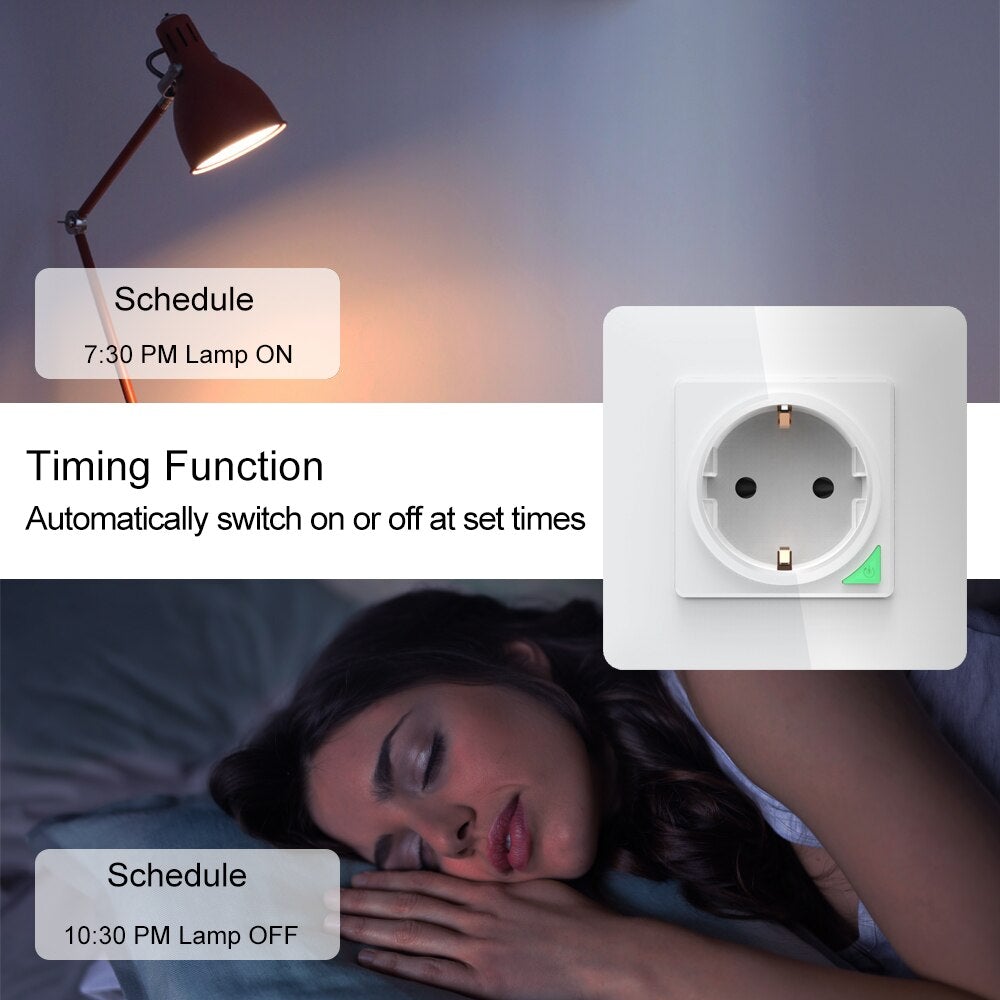 Schedule
7:30 PM Lamp ON
Timing Function
Automatically switch on or off at set times
Schedule
10:30 PM Lamp OFF